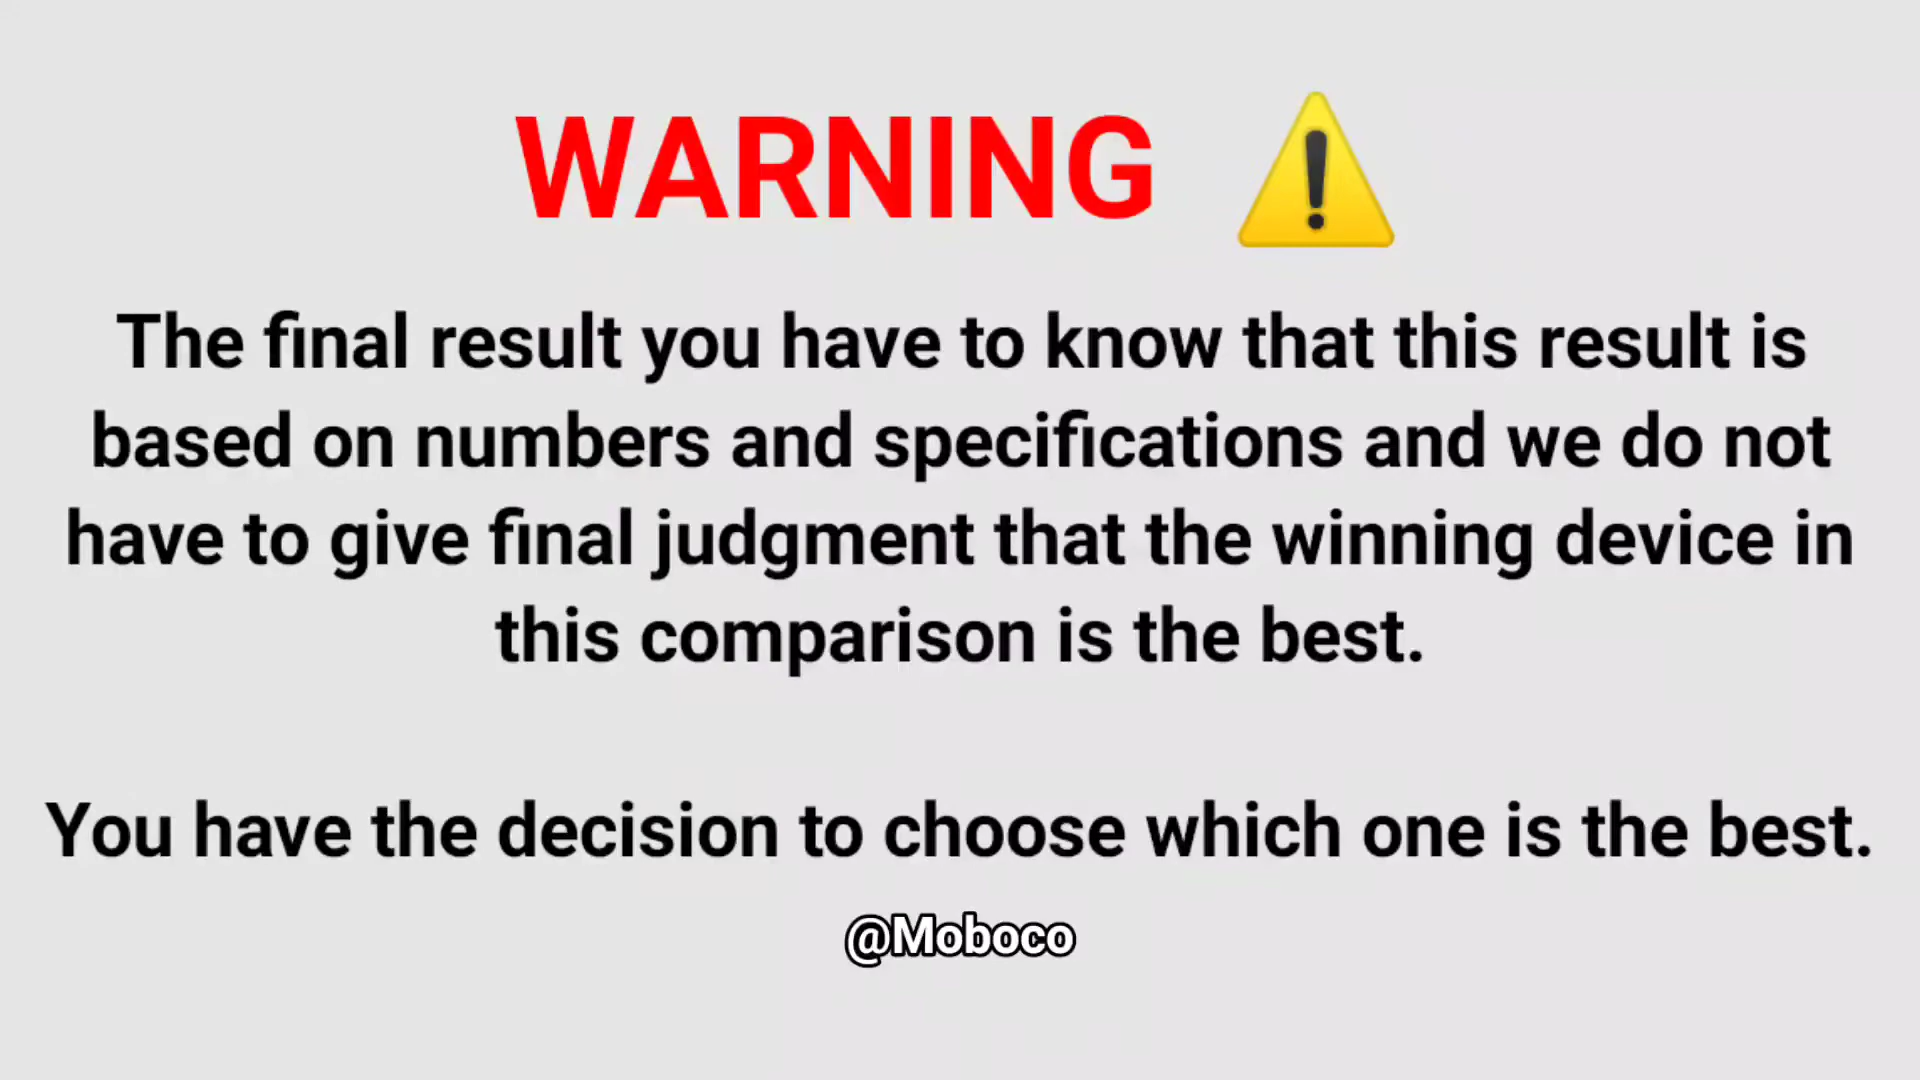 WARNING ⚠️
The final result you have to know that this result is
based on numbers and specifications and we do not
have to give final judgment that the winning device in
this comparison is the best.
You have the decision to choose which one is the best.
@Moboco